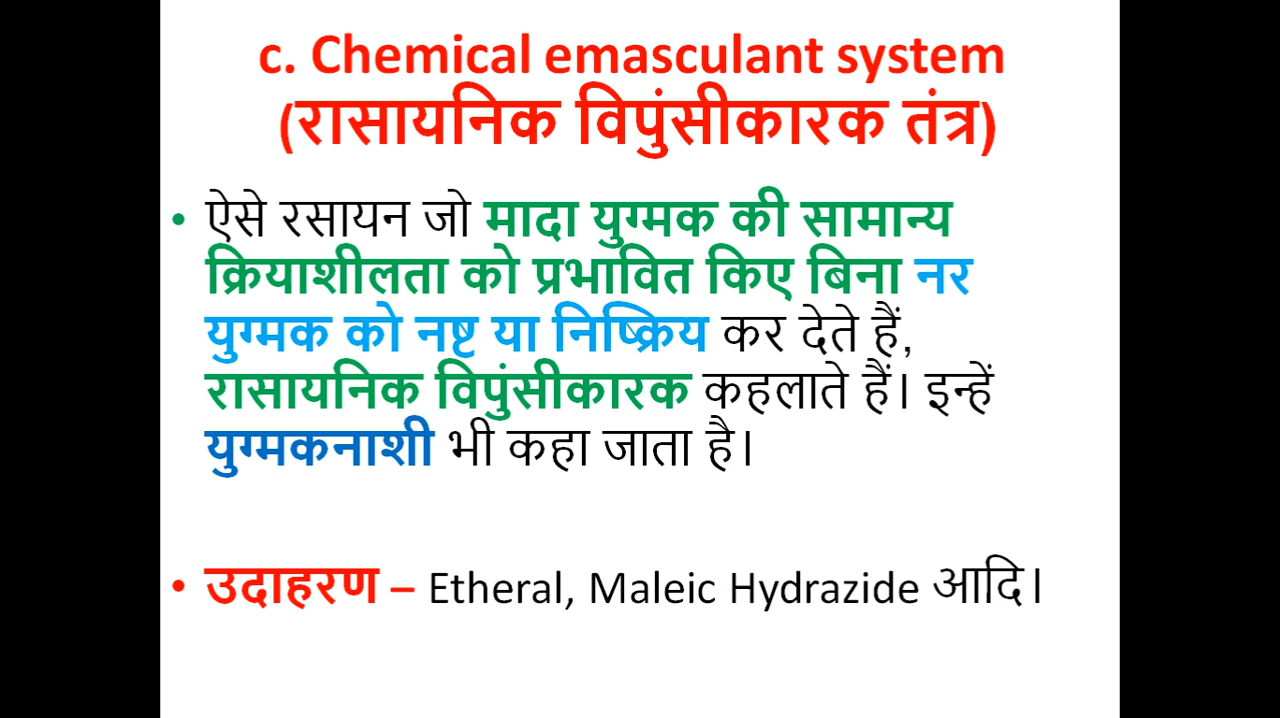 c. Chemical emasculant system
(रासायनिक विपुंसीकारक तंत्र)
• ऐसे रसायन जो मादा युग्मक की सामान्य
क्रियाशीलता को प्रभावित किए बिना नर
युग्मक को नष्ट या निष्क्रिय कर देते हैं,
रासायनिक विपुंसीकारक कहलाते हैं। इन्हें
युग्मकनाशी भी कहा जाता है।
• उदाहरण – Etheral, Maleic Hydrazide आदि।